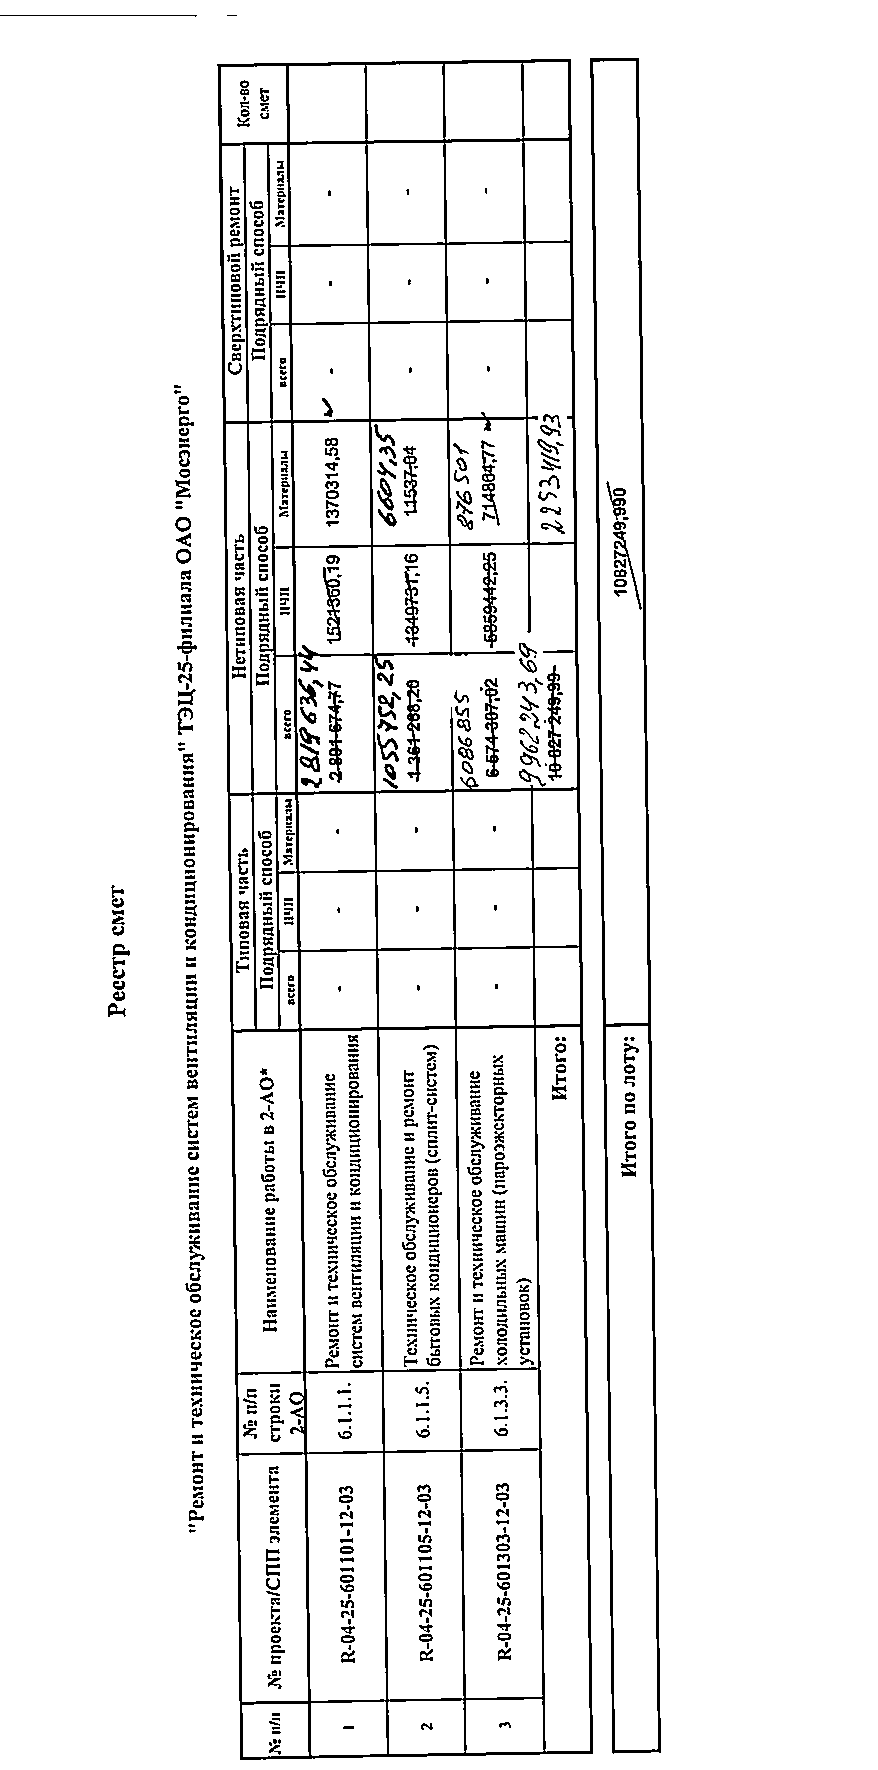 Реестр смет
"Ремонт и техническое обслуживание систем вентиляции и кондиционирования" ТЭЦ-25-филиала ОАО "Мосэнерго"
№ п/п
№ проекта/СПП элемента
№ п/п строки 2-АО
Наименование работы в 2-АО*
Типовая часть
Нетиповая часть
Сверхтиповой ремонт
Кол-во смет
Подрядный способ
Подрядный способ
Подрядный способ
всего
НЧП
Материалы
всего
НЧП
Материалы
всего
НЧП
Материалы
1
R-04-25-601101-12-03
6.1.1.1.
Ремонт и техническое обслуживание
систем вентиляции и кондиционирования
- - -
2819636,44
2 891 674,77
1521360,19
1370314,58
- - -
2
R-04-25-601105-12-03
6.1.1.5.
Техническое обслуживание и ремонт
бытовых кондиционеров (сплит-систем)
- - -
1055752,25
1 361 268,20
1349731,16
6604,35
11537,04
- - -
3
R-04-25-601303-12-03
6.1.3.3.
Ремонт и техническое обслуживание
холодильных машин (пароэжекторных
установок)
- - -
6086855
6 574 307,02
5859442,25
876501
714864,77
- - -
Итого:
9962243,69
10 827 249,99
2253419,93
Итого по лоту:
10827249,990